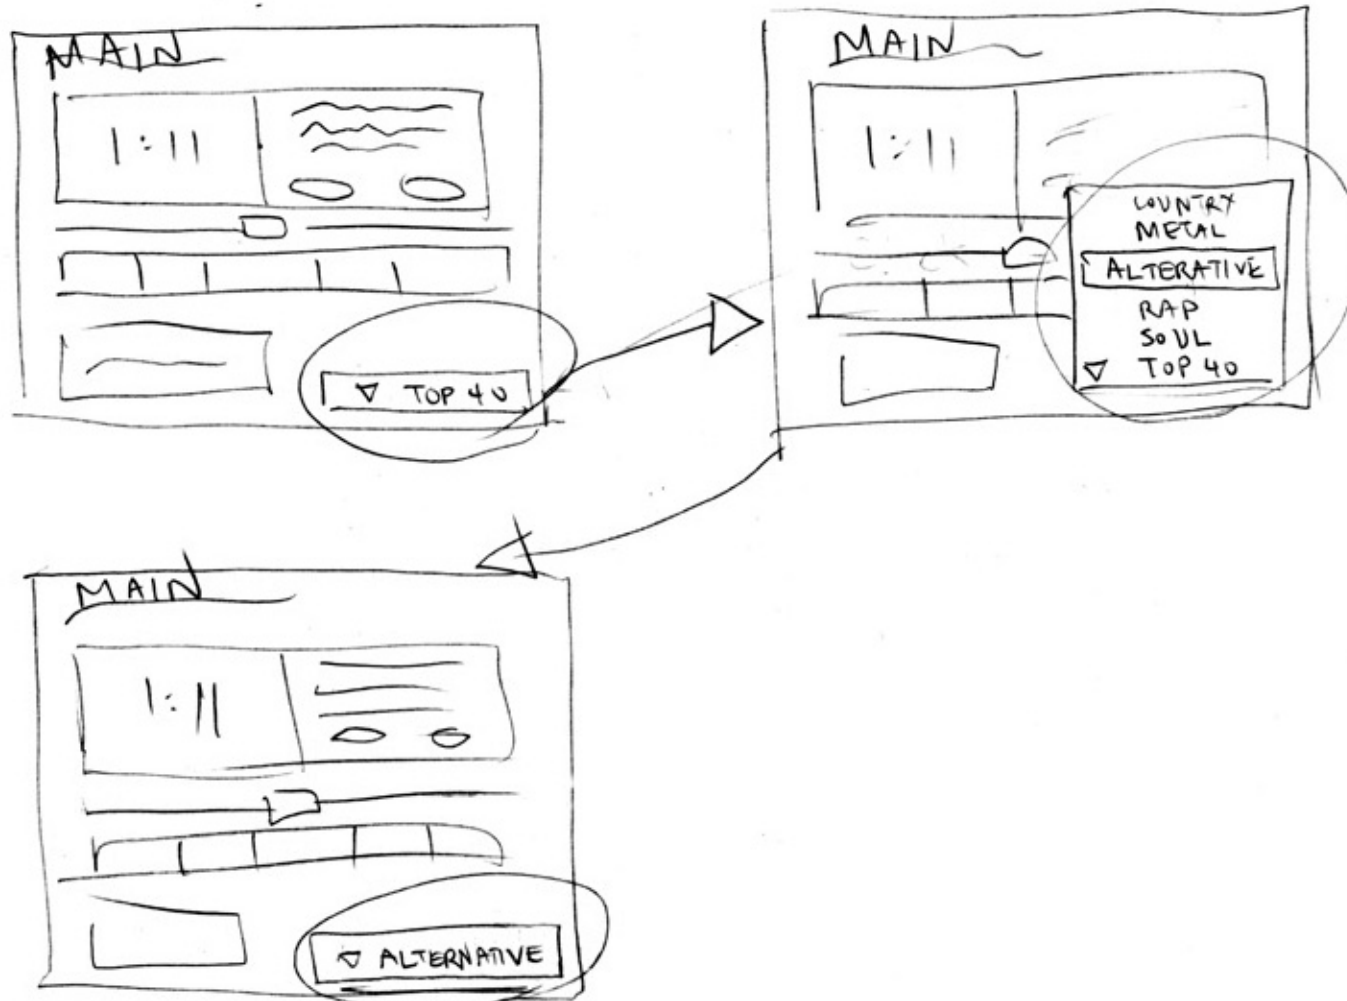 MAIN
1:11
▽ TOP 40
MAIN
1:11
COUNTRY
METAL
ALTERATIVE
RAP
SOUL
▽ TOP 40
MAIN
1:11
▽ ALTERNATIVE